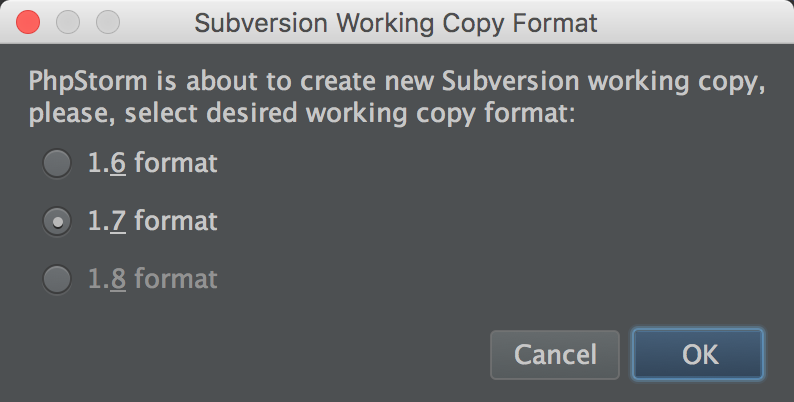 Subversion Working Copy Format
PhpStorm is about to create new Subversion working copy,
please, select desired working copy format:
1.6 format
1.7 format
1.8 format
Cancel OK